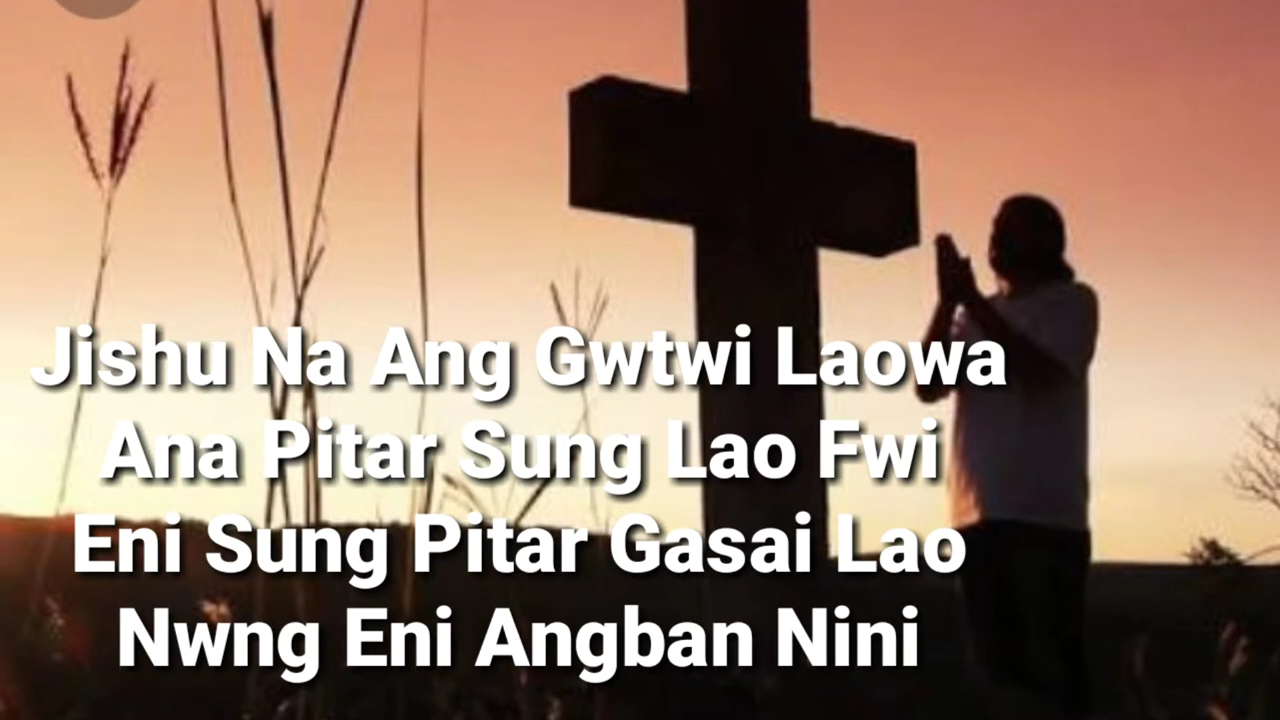 Jishu Na Ang Gwtwi Laowa
Ana Pitar Sung Lao Fwi
Eni Sung Pitar Gasai Lao
Nwng Eni Angban Nini